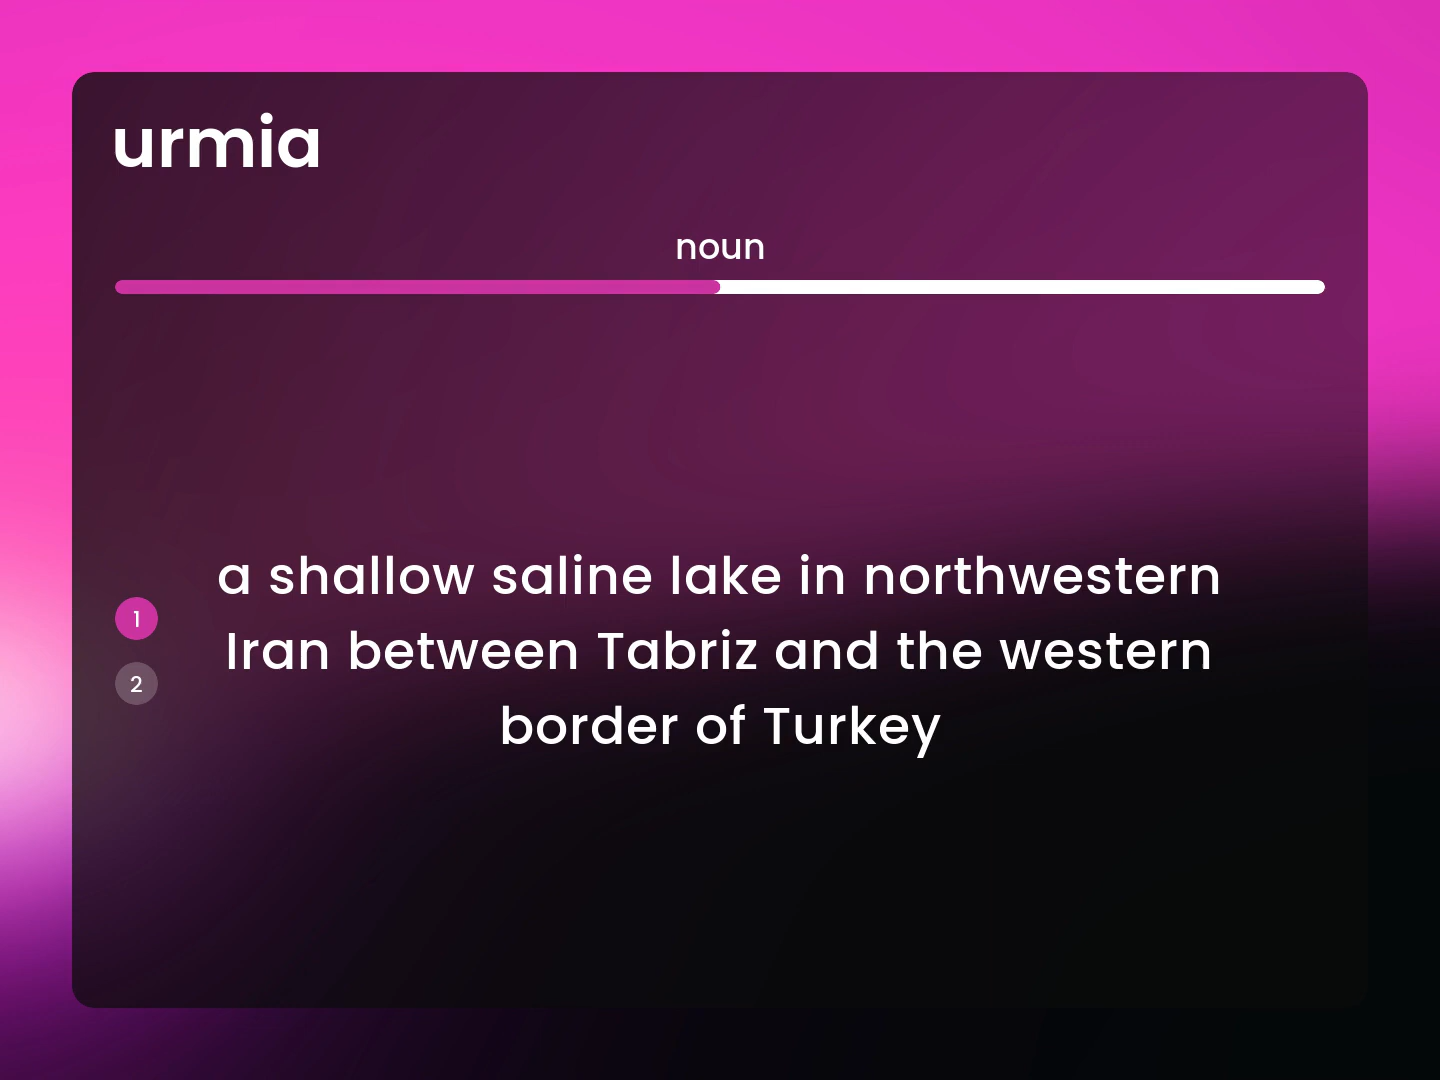 urmia
noun
1
2
a shallow saline lake in northwestern
Iran between Tabriz and the western
border of Turkey